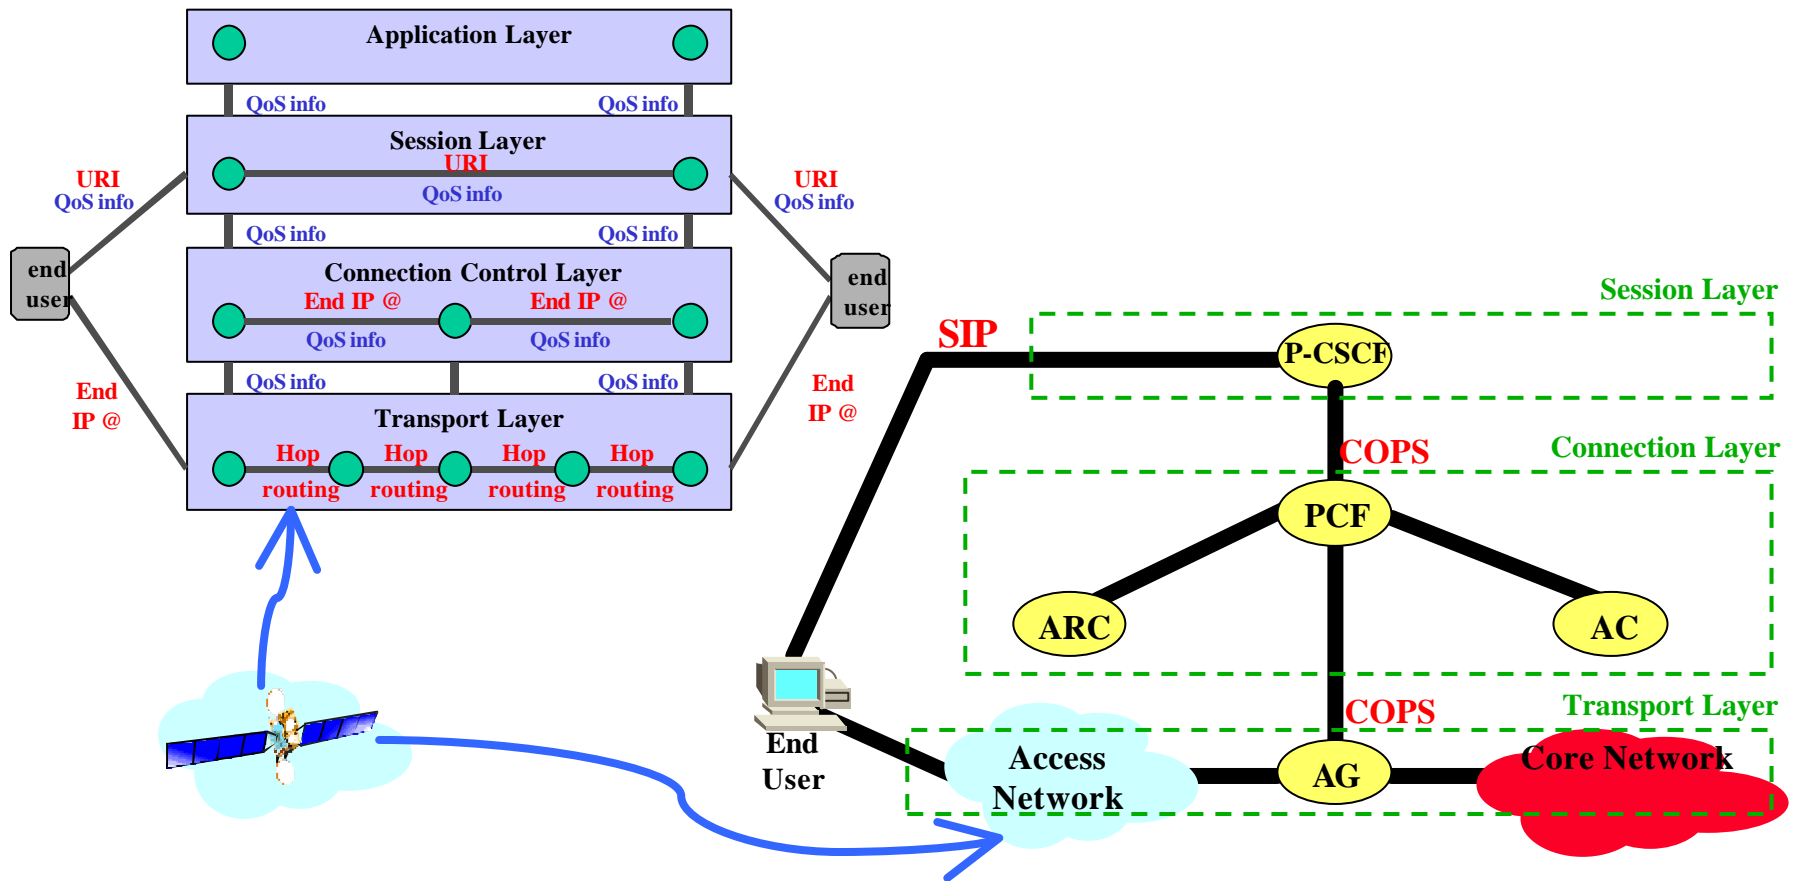 Application Layer
QoS info
QoS info
Session Layer
URI
QoS info
URI
QoS info
URI
QoS info
QoS info
QoS info
end
user
end
user
Connection Control Layer
End IP @
End IP @
QoS info
QoS info
QoS info
QoS info
End
IP @
End
IP @
Transport Layer
Hop
routing
Hop
routing
Hop
routing
Hop
routing
Session Layer
SIP
P-CSCF
COPS
Connection Layer
PCF
ARC
AC
COPS
Transport Layer
End
User
Access
Network
AG
Core Network